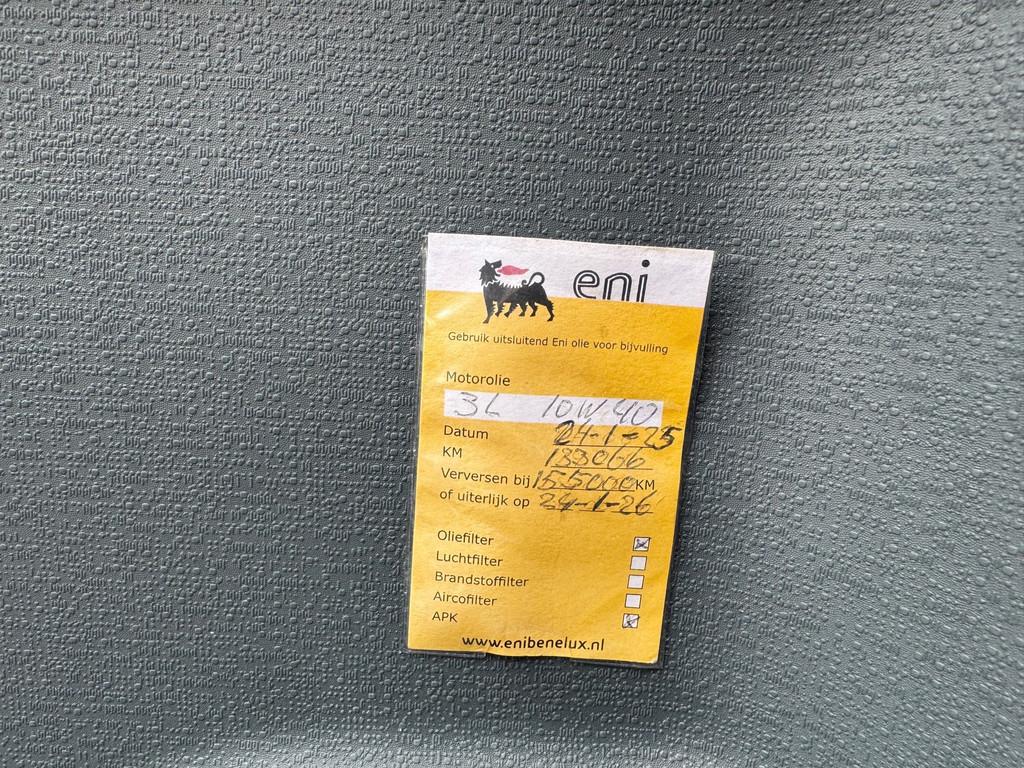 eni
Gebruik uitsluitend Eni olie voor bijvulling
Motorolie
3L 10W40
Datum 24-1-25
KM 133066
Verversen bij 155000 KM
of uiterlijk op 24-1-26
Oliefilter
Luchtfilter
Brandstoffilter
Aircofilter
APK
www.enibenelux.nl